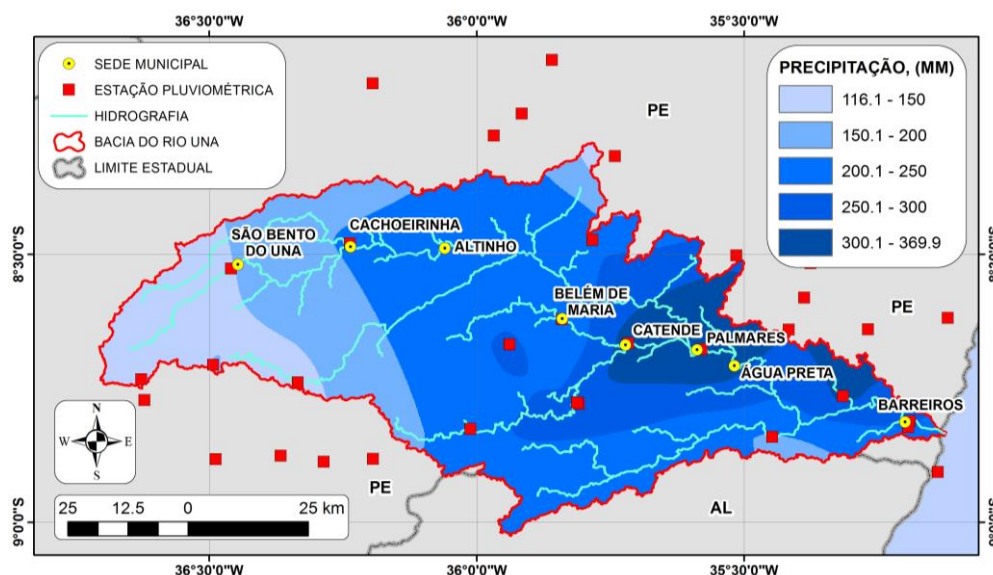 36°30'0"W
36°0'0"W
35°30'0"W
SEDE MUNICIPAL
ESTAÇÃO PLUVIOMÉTRICA
HIDROGRAFIA
BACIA DO RIO UNA
LIMITE ESTADUAL
PRECIPITAÇÃO, (MM)
116.1 - 150
150.1 - 200
200.1 - 250
250.1 - 300
300.1 - 369.9
PE
8°30'0"S
SÃO BENTO
DO UNA
CACHOEIRINHA
ALTINHO
BELÉM DE
MARIA
CATENDE
PALMARES
ÁGUA PRETA
BARREIROS
PE
N
W
E
S
PE
AL
25
12.5
0
25 km
9°0'0"S
36°30'0"W
36°0'0"W
35°30'0"W